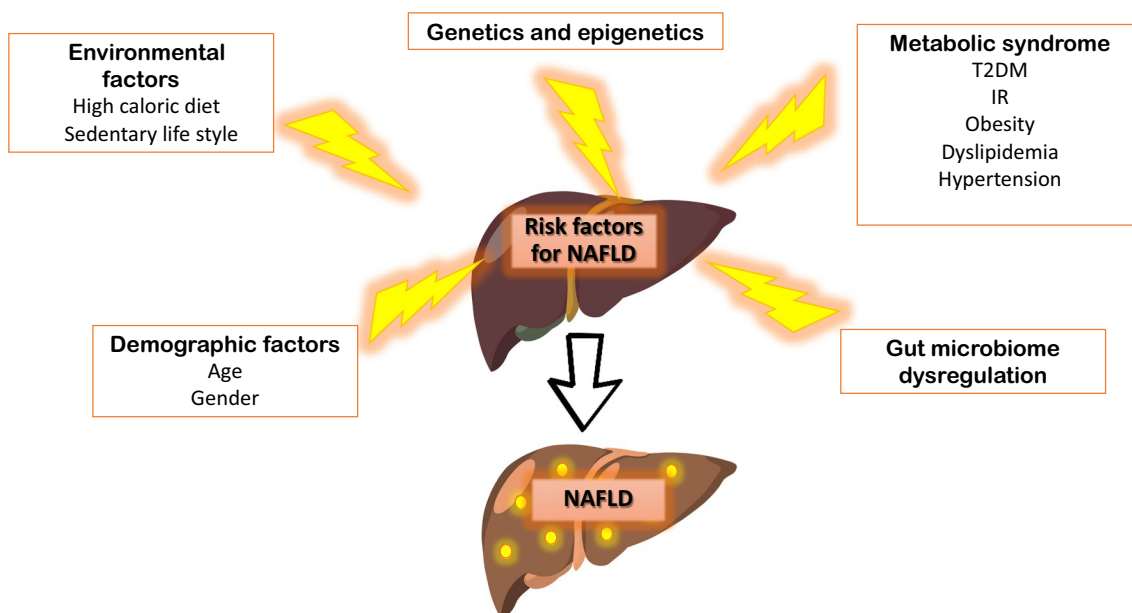 Genetics and epigenetics
Environmental
factors
High caloric diet
Sedentary life style
Metabolic syndrome
T2DM
IR
Obesity
Dyslipidemia
Hypertension
Risk factors
for NAFLD
Demographic factors
Age
Gender
Gut microbiome
dysregulation
NAFLD